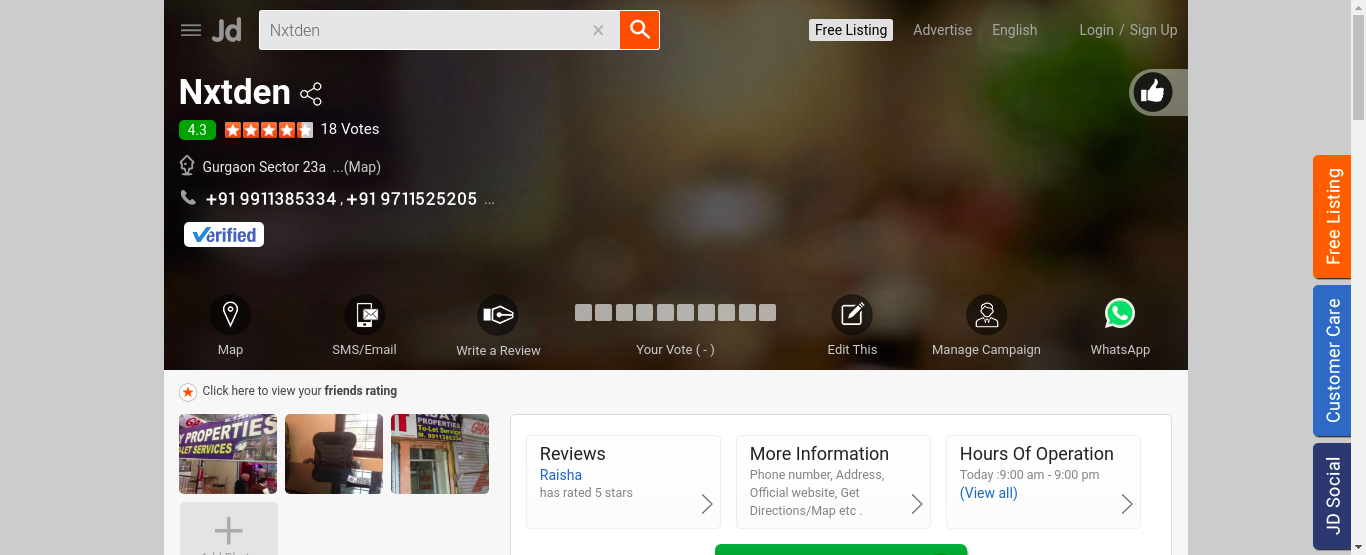 Jd Nxtden × Free Listing Advertise English Login / Sign Up
Nxtden
4.3 18 Votes
Gurgaon Sector 23a ...(Map)
+91 9911385334 , +91 9711525205 ...
Verified
Map SMS/Email Write a Review Your Vote ( - ) Edit This Manage Campaign WhatsApp
Click here to view your friends rating
PROPERTIES
LET SERVICES
PROPERTIES
To-Let Service
Reviews
Raisha
has rated 5 stars
More Information
Phone number, Address,
Official website, Get
Directions/Map etc .
Hours Of Operation
Today :9:00 am - 9:00 pm
(View all)
Free Listing
Customer Care
JD Social